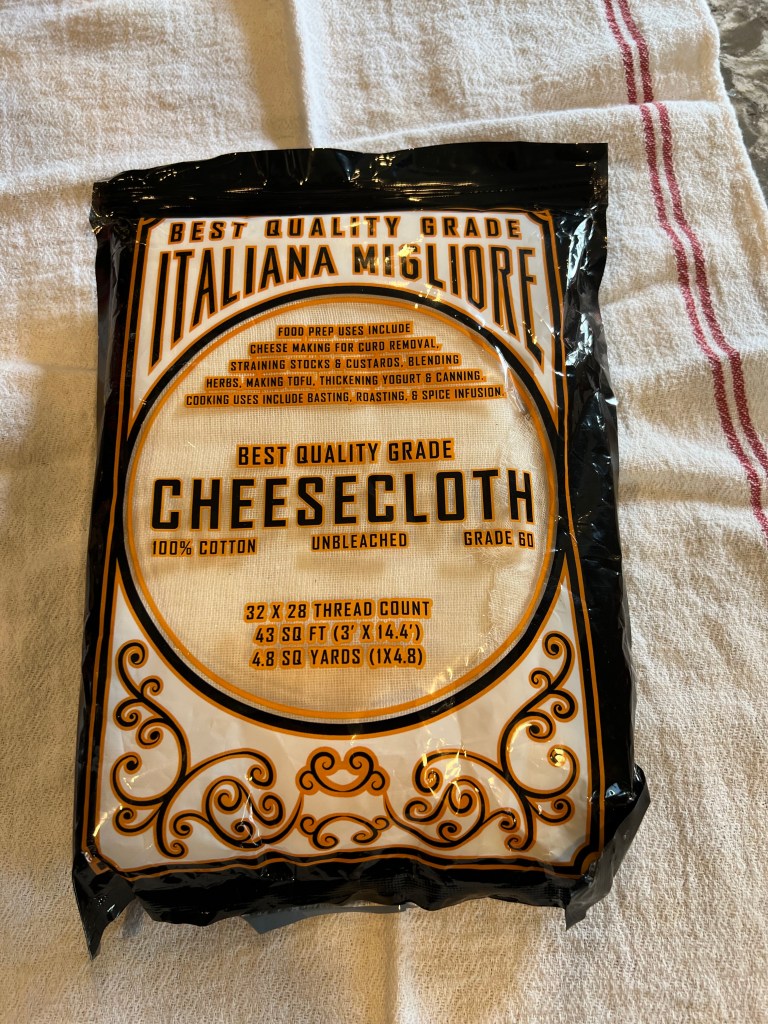 BEST QUALITY GRADE
ITALIANA MIGLIORE
FOOD PREP USES INCLUDE
CHEESE MAKING FOR CURD REMOVAL,
STRAINING STOCKS & CUSTARDS, BLENDING
HERBS, MAKING TOFU, THICKENING YOGURT & CANNING.
COOKING USES INCLUDE BASTING, ROASTING, & SPICE INFUSION.
BEST QUALITY GRADE
CHEESECLOTH
100% COTTON UNBLEACHED GRADE 60
32 X 28 THREAD COUNT
43 SQ FT (3' X 14.4')
4.8 SQ YARDS (1X4.8)